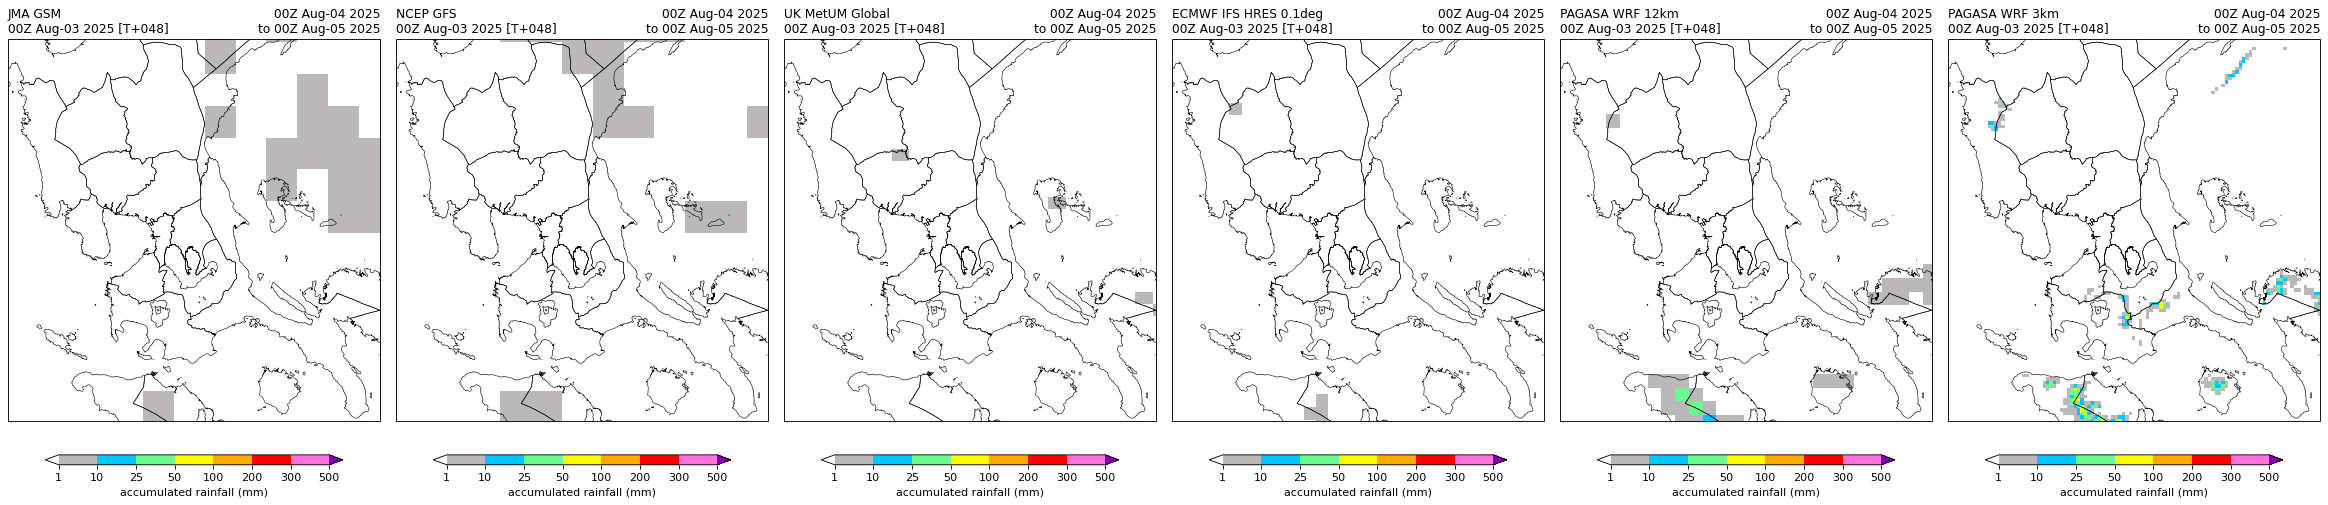 JMA GSM 00Z Aug-04 2025
00Z Aug-03 2025 [T+048] to 00Z Aug-05 2025
1 10 25 50 100 200 300 500
accumulated rainfall (mm)
NCEP GFS 00Z Aug-04 2025
00Z Aug-03 2025 [T+048] to 00Z Aug-05 2025
1 10 25 50 100 200 300 500
accumulated rainfall (mm)
UK MetUM Global 00Z Aug-04 2025
00Z Aug-03 2025 [T+048] to 00Z Aug-05 2025
1 10 25 50 100 200 300 500
accumulated rainfall (mm)
ECMWF IFS HRES 0.1deg 00Z Aug-04 2025
00Z Aug-03 2025 [T+048] to 00Z Aug-05 2025
1 10 25 50 100 200 300 500
accumulated rainfall (mm)
PAGASA WRF 12km 00Z Aug-04 2025
00Z Aug-03 2025 [T+048] to 00Z Aug-05 2025
1 10 25 50 100 200 300 500
accumulated rainfall (mm)
PAGASA WRF 3km 00Z Aug-04 2025
00Z Aug-03 2025 [T+048] to 00Z Aug-05 2025
1 10 25 50 100 200 300 500
accumulated rainfall (mm)